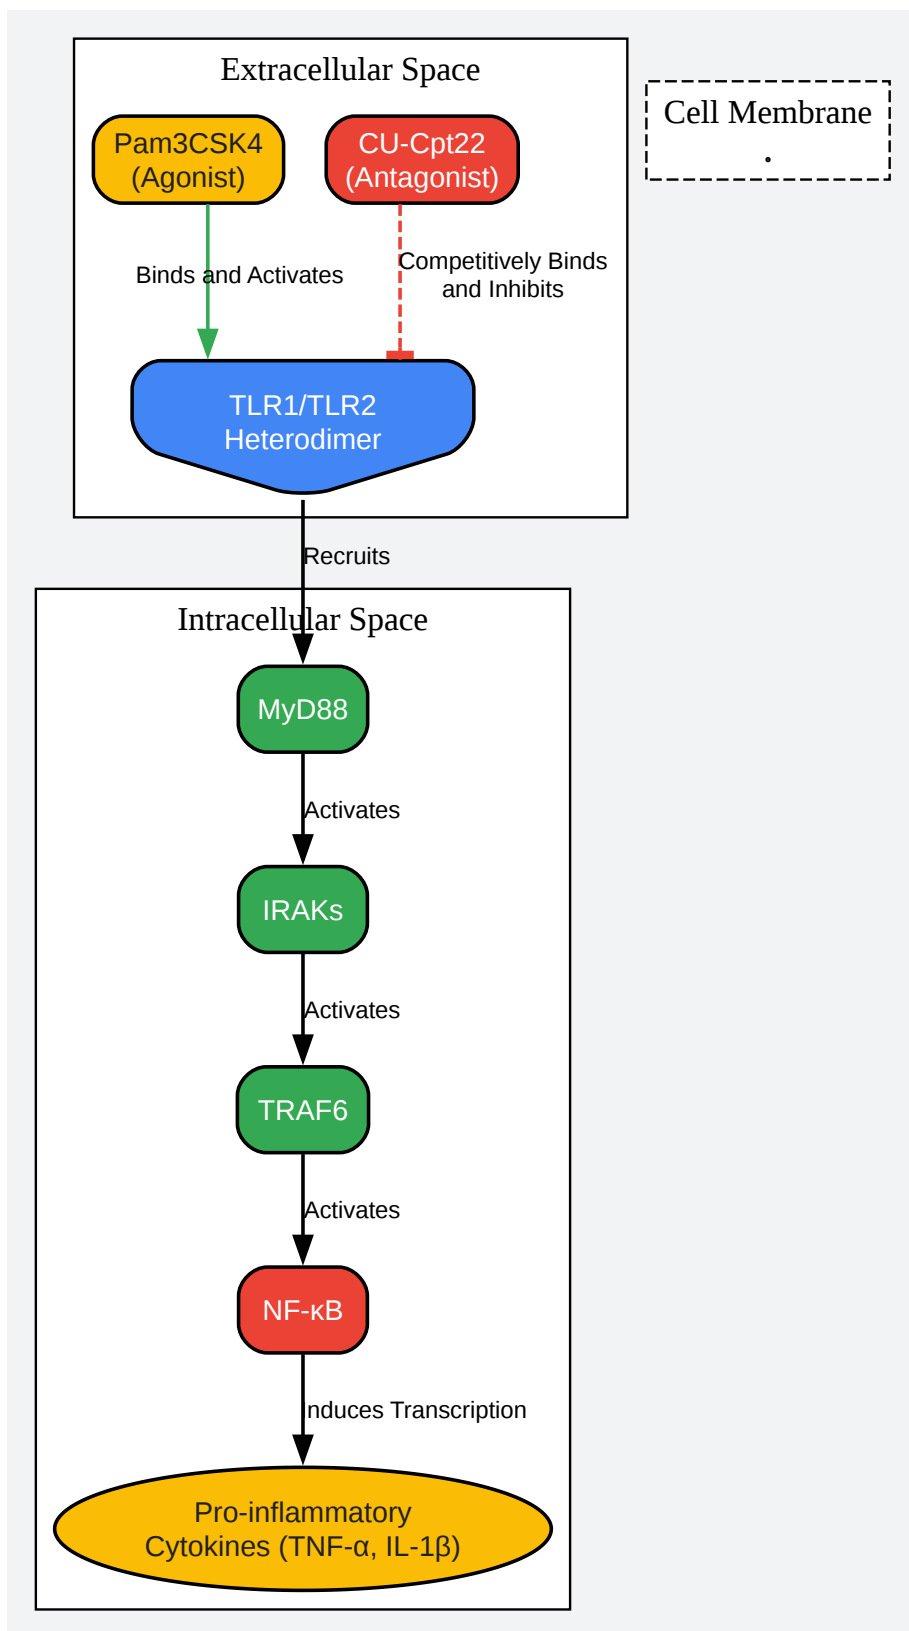 Extracellular Space
Cell Membrane
.
Pam3CSK4
(Agonist)
CU-Cpt22
(Antagonist)
Binds and Activates
Competitively Binds
and Inhibits
TLR1/TLR2
Heterodimer
Recruits
Intracellular Space
MyD88
Activates
IRAKs
Activates
TRAF6
Activates
NF-κB
Induces Transcription
Pro-inflammatory
Cytokines (TNF-α, IL-1β)